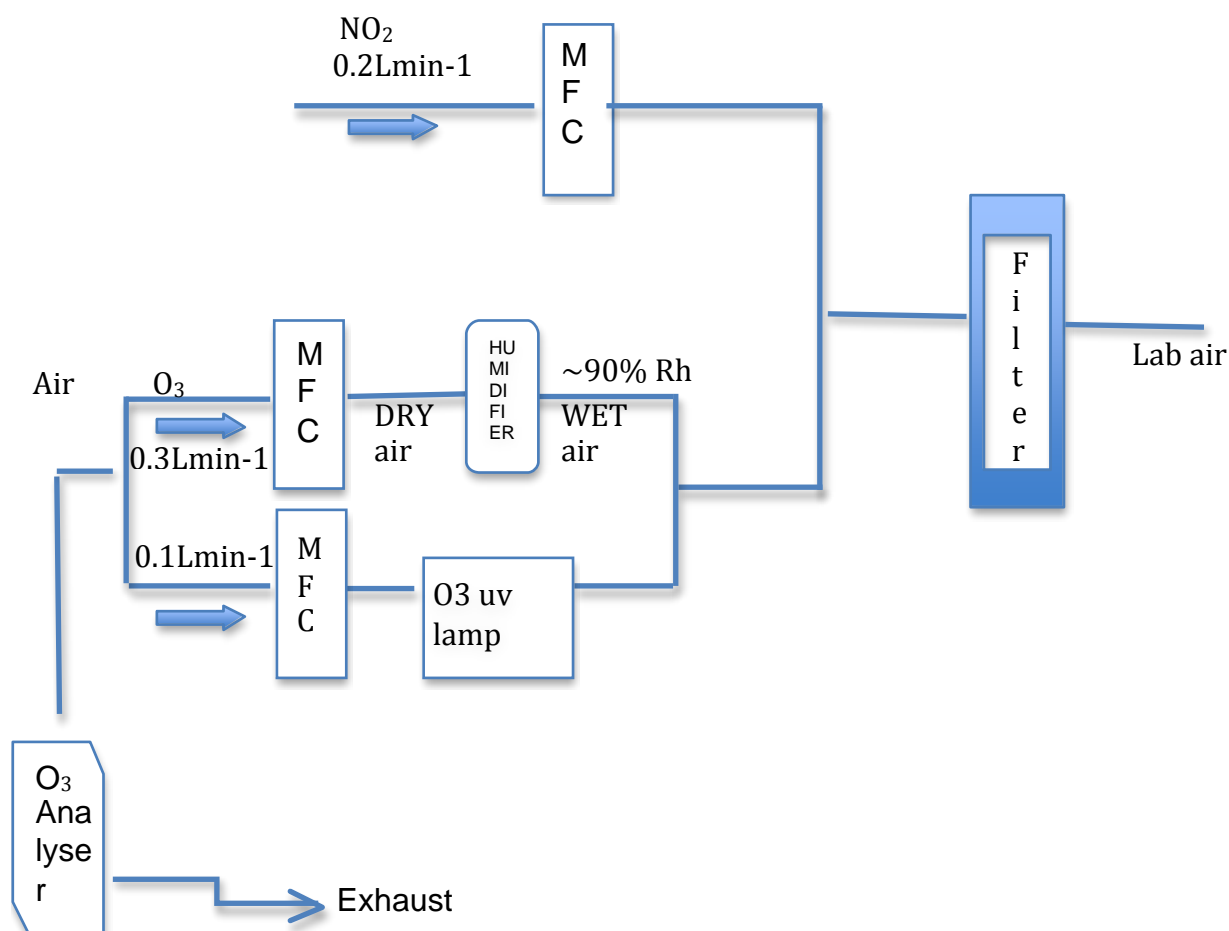 NO₂
0.2Lmin-1
M
F
C
F
i
l
t
e
r
Lab air
Air
O₃
0.3Lmin-1
M
F
C
DRY
air
HU
MI
DI
FI
ER
~90% Rh
WET
air
0.1Lmin-1
M
F
C
O3 uv
lamp
O₃
Ana
lyse
r
Exhaust